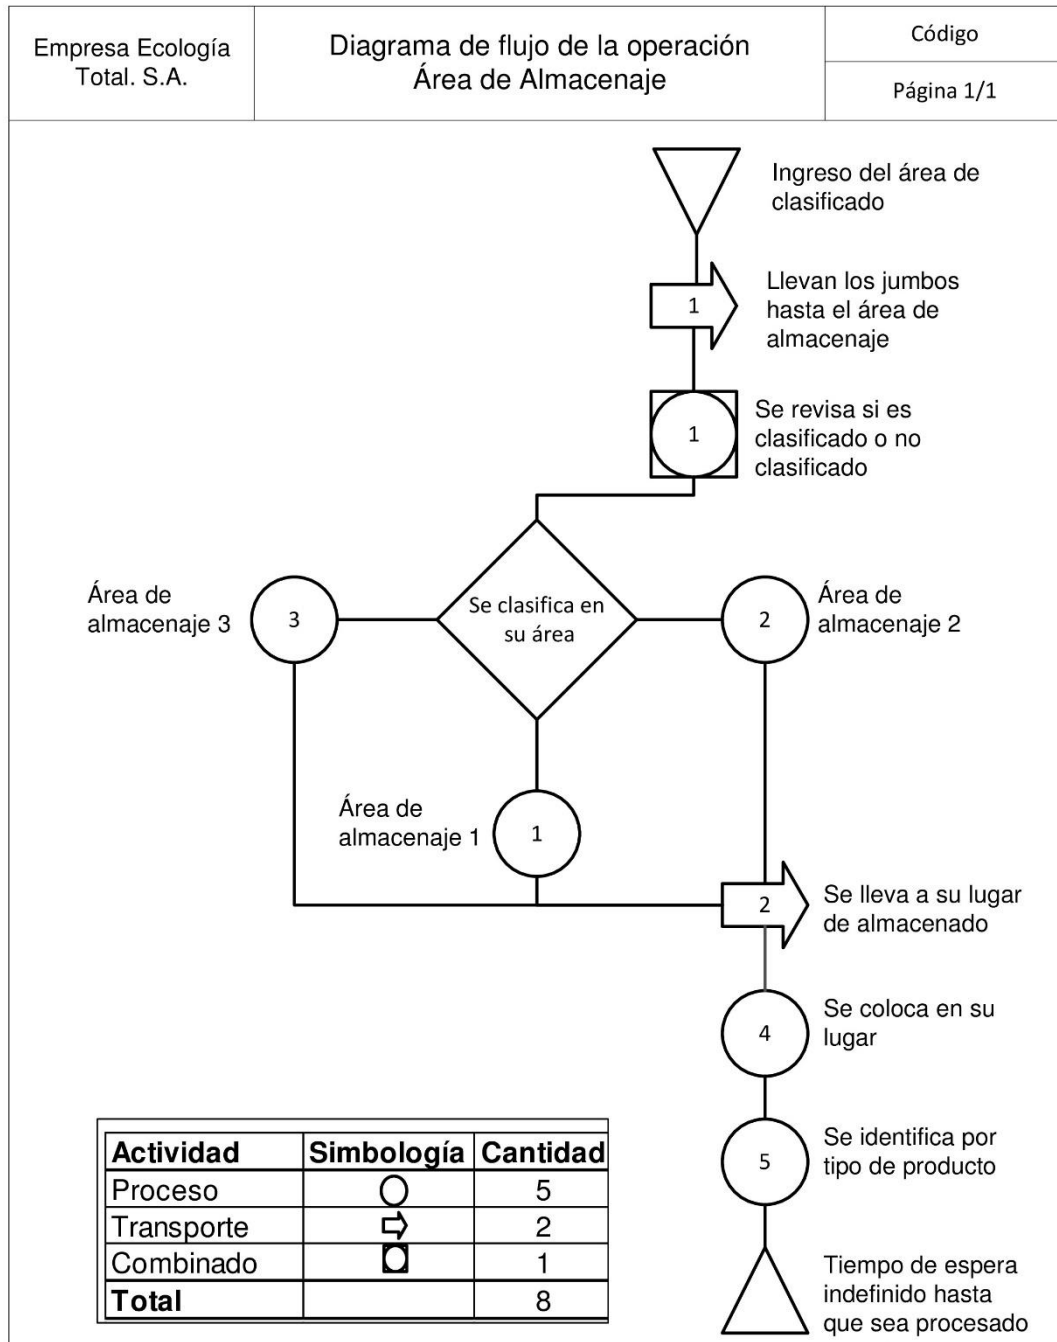 Empresa Ecología
Total. S.A.
Diagrama de flujo de la operación
Área de Almacenaje
Código
Página 1/1
Ingreso del área de
clasificado
1
Llevan los jumbos
hasta el área de
almacenaje
1
Se revisa si es
clasificado o no
clasificado
Se clasifica en
su área
Área de
almacenaje 3
3
2
Área de
almacenaje 2
Área de
almacenaje 1
1
2
Se lleva a su lugar
de almacenado
4
Se coloca en su
lugar
5
Se identifica por
tipo de producto
Tiempo de espera
indefinido hasta
que sea procesado
Actividad Simbología Cantidad
Proceso 5
Transporte 2
Combinado 1
Total 8